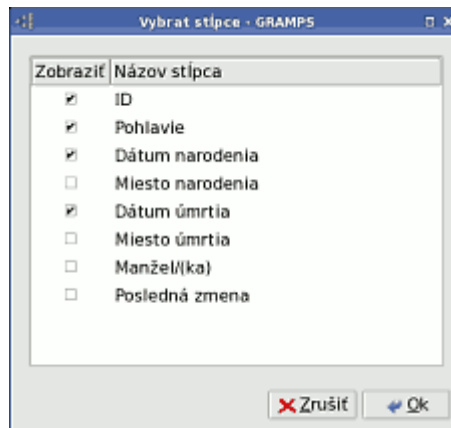 Vybrat stĺpce - GRAMPS
Zobraziť Názov stĺpca
ID
Pohlavie
Dátum narodenia
Miesto narodenia
Dátum úmrtia
Miesto úmrtia
Manžel/(ka)
Posledná zmena
Zrušiť Ok